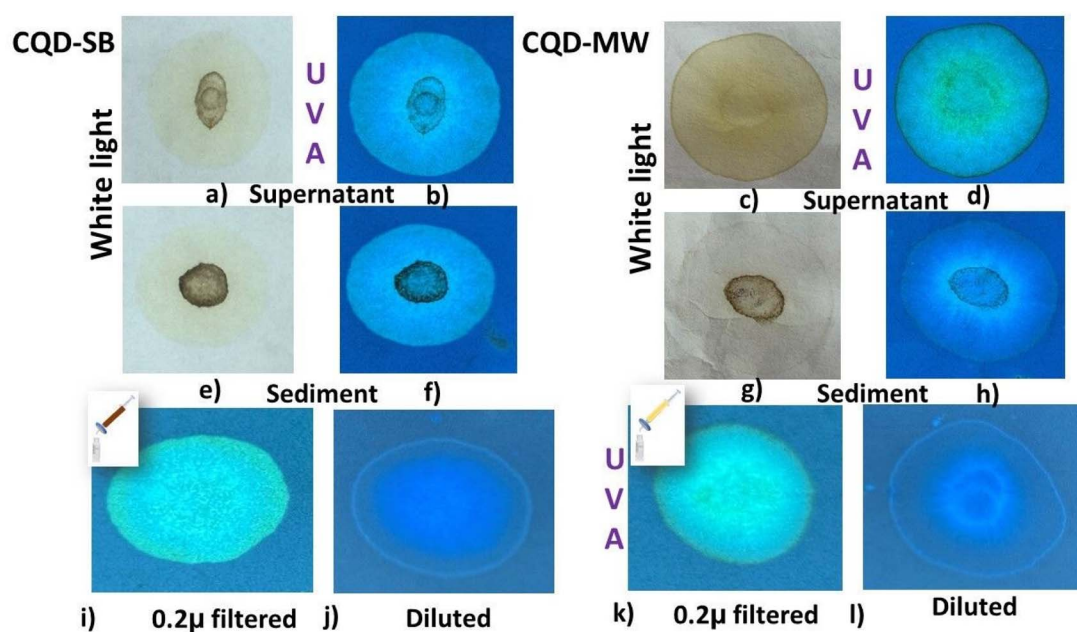 CQD-SB
CQD-MW
White light
U
V
A
White light
U
V
A
a) Supernatant b)
c) Supernatant d)
e) Sediment f)
g) Sediment h)
U
V
A
i) 0.2µ filtered
j) Diluted
k) 0.2µ filtered
l) Diluted